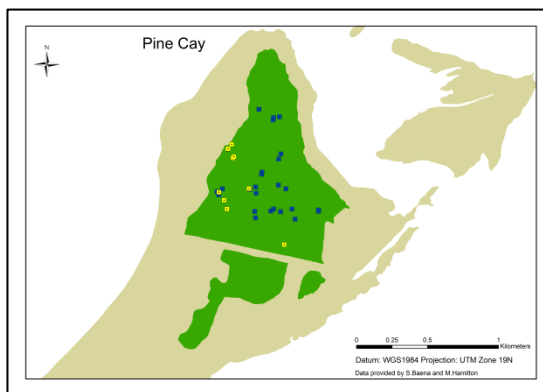 Pine Cay
N
0 0.25 0.5 1
Kilometers
Datum: WGS1984 Projection: UTM Zone 19N
Data provided by S.Baena and M.Hamilton